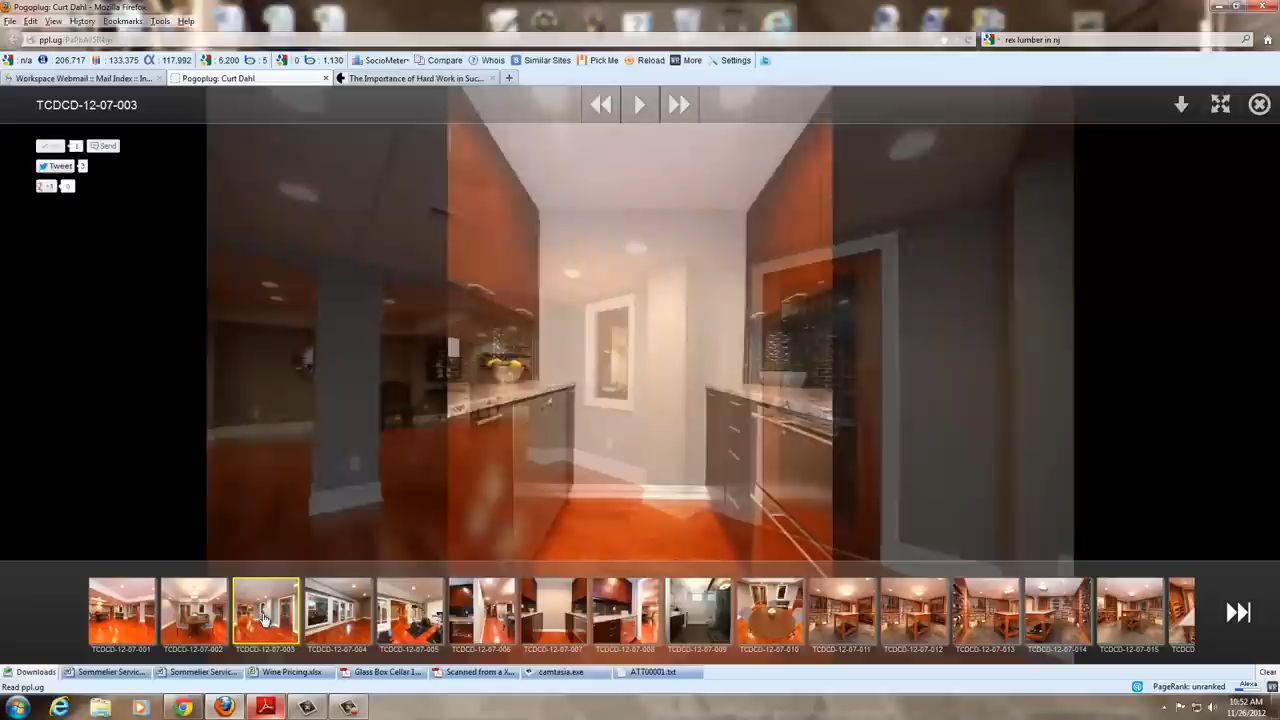 Pogoplug: Curt Dahl - Mozilla Firefox
File Edit View History Bookmarks Tools Help
rex lumber in nj
: n/a : 206.717 : 133.375 : 117.992 : 6,200 : 5 : 0 : 1.130 SocioMeter Compare Whois Similar Sites Pick Me Reload More Settings
Workspace Webmail :: Mail Index :: In... Pogoplug: Curt Dahl The Importance of Hard Work in Suc...
TCDCD-12-07-003
1 Send
Tweet 3
+1 0
TCDCD-12-07-001 TCDCD-12-07-002 TCDCD-12-07-003 TCDCD-12-07-004 TCDCD-12-07-005 TCDCD-12-07-006 TCDCD-12-07-007 TCDCD-12-07-008 TCDCD-12-07-009 TCDCD-12-07-010 TCDCD-12-07-011 TCDCD-12-07-012 TCDCD-12-07-013 TCDCD-12-07-014 TCDCD-12-07-015 TCDCD
Downloads Sommelier Servic... Sommelier Servic... Wine Pricing.xlsx Glass Box Cellar I... Scanned from a X... camtasia.exe ATT00001.txt Clear
Read ppl.ug PageRank: unranked Alexa
10:52 AM
11/26/2012